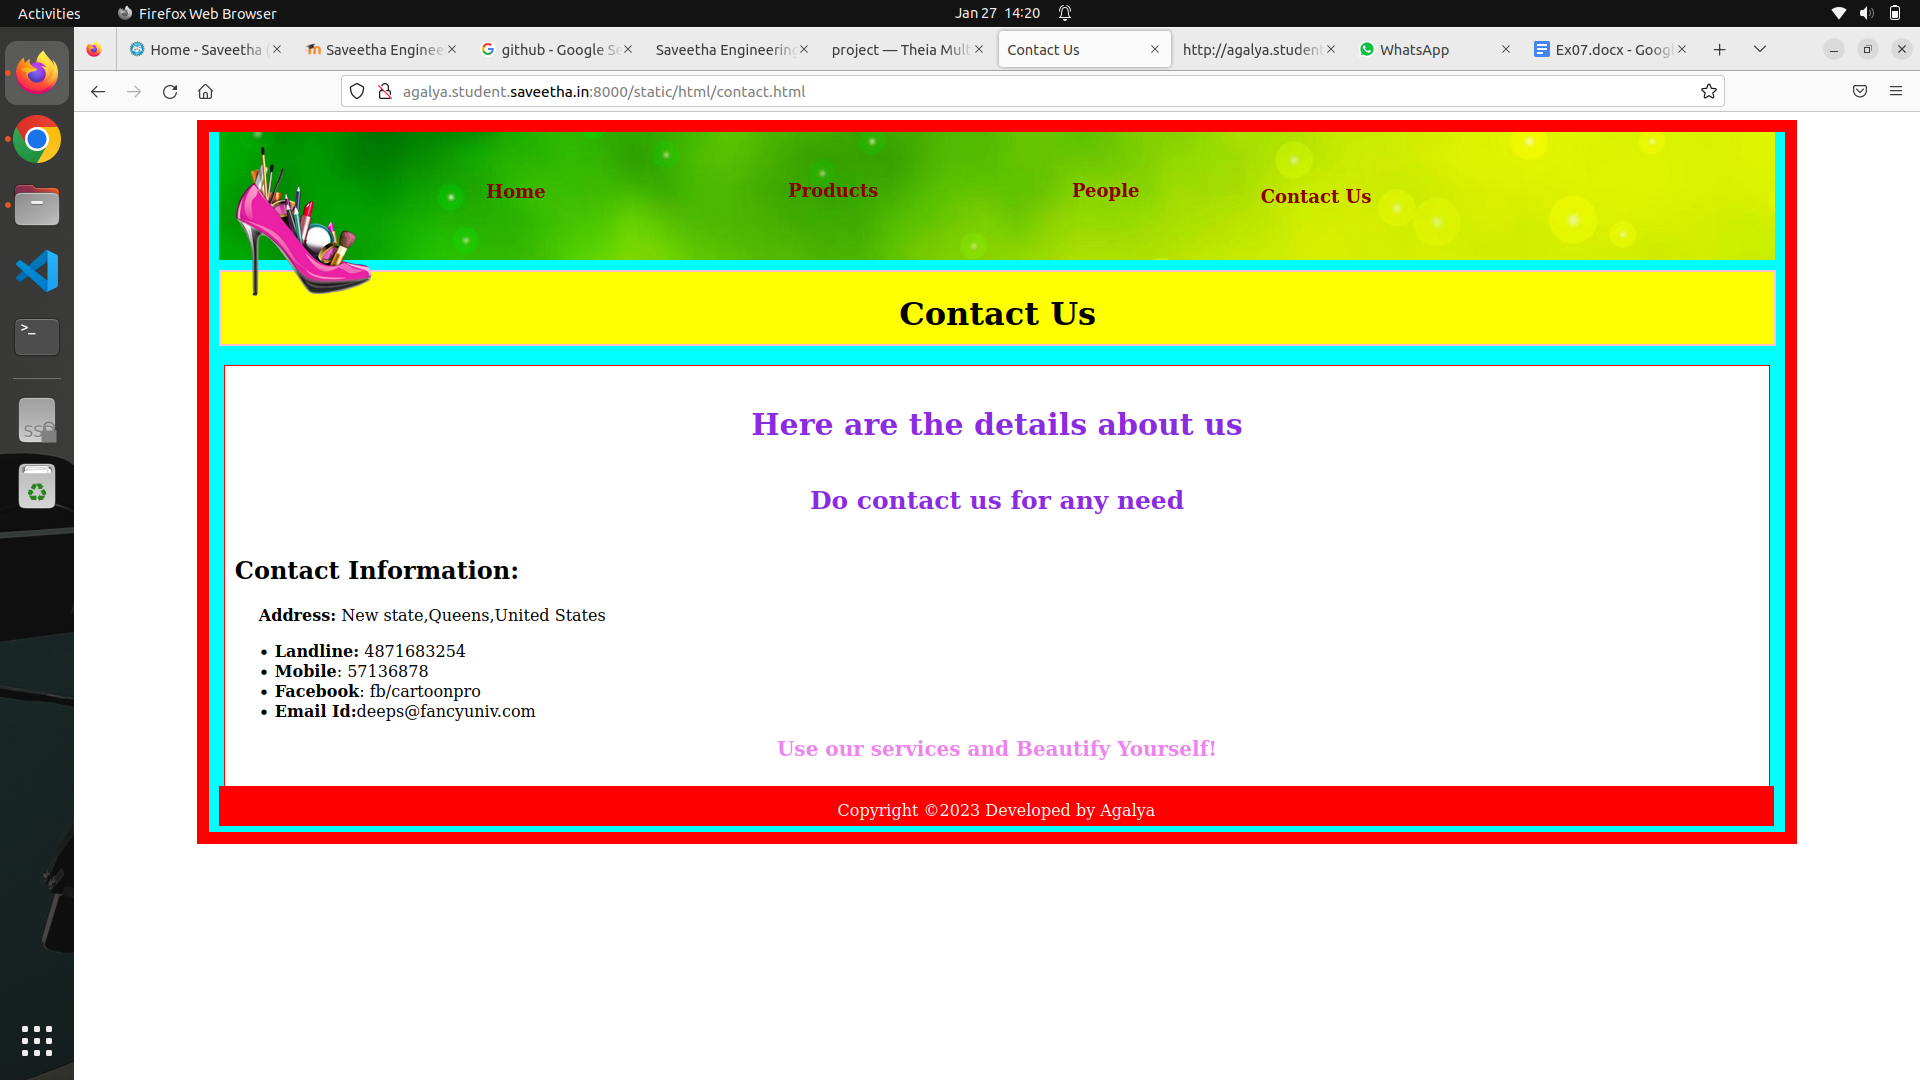 Activities Firefox Web Browser Jan 27 14:20
Home - Saveetha Saveetha Enginee github - Google Se Saveetha Engineering project — Theia Mult Contact Us http://agalya.student WhatsApp Ex07.docx - Googl
agalya.student.saveetha.in:8000/static/html/contact.html
Home Products People Contact Us
Contact Us
Here are the details about us
Do contact us for any need
Contact Information:
Address: New state,Queens,United States
• Landline: 4871683254
• Mobile: 57136878
• Facebook: fb/cartoonpro
• Email Id:deeps@fancyuniv.com
Use our services and Beautify Yourself!
Copyright ©2023 Developed by Agalya